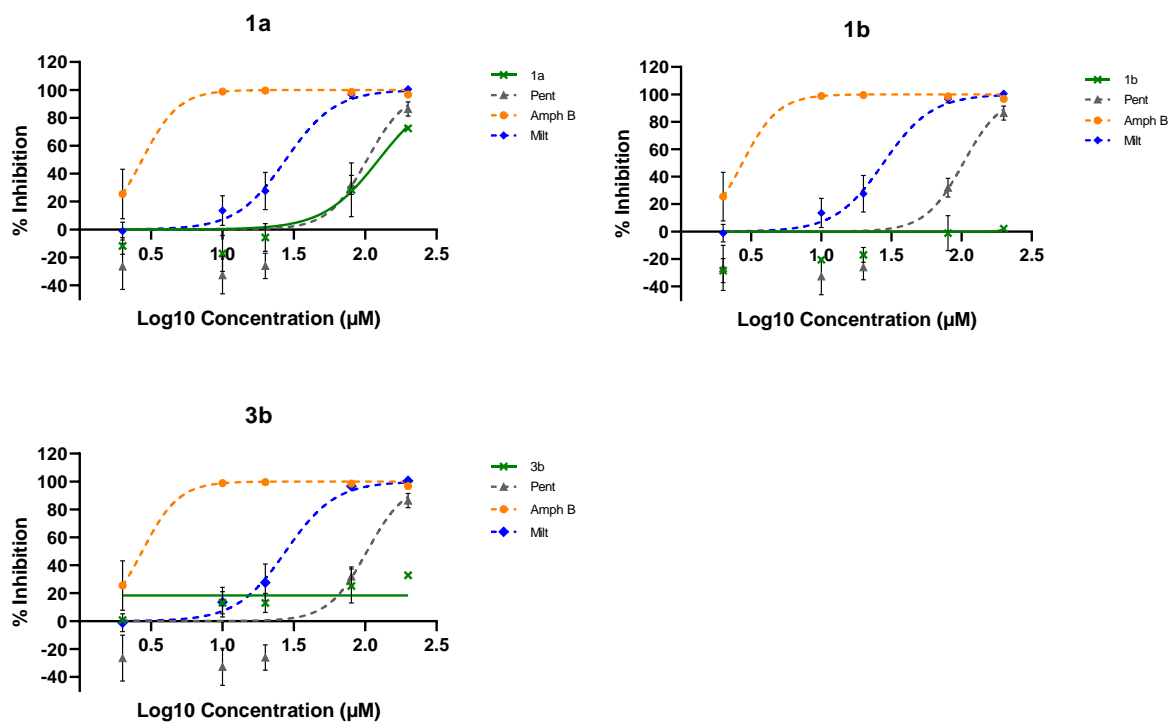 1a
120
100
80
60
40
20
0
-20
-40
0.5 1.0 1.5 2.0 2.5
% Inhibition
Log10 Concentration (µM)
1a
Pent
Amph B
Milt
1b
120
100
80
60
40
20
0
-20
-40
0.5 1.0 1.5 2.0 2.5
% Inhibition
Log10 Concentration (µM)
1b
Pent
Amph B
Milt
3b
120
100
80
60
40
20
0
-20
-40
0.5 1.0 1.5 2.0 2.5
% Inhibition
Log10 Concentration (µM)
3b
Pent
Amph B
Milt